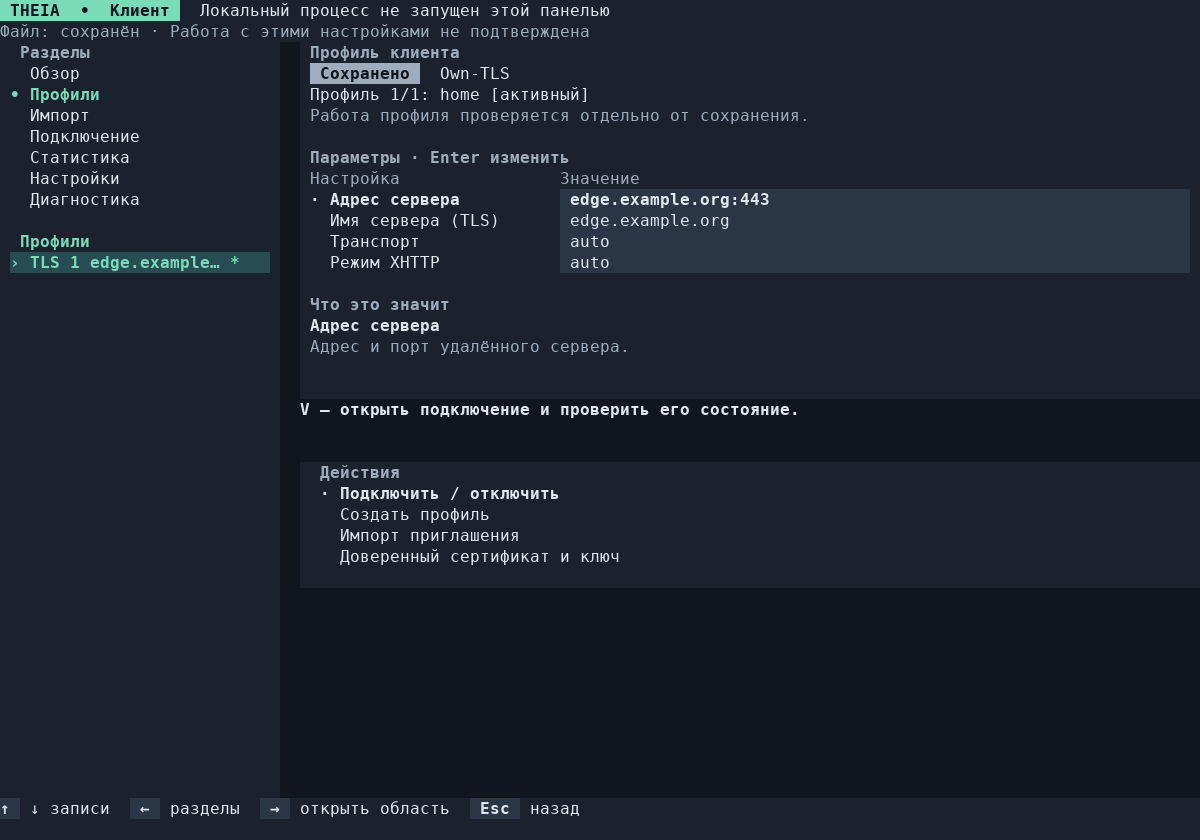 THEIA • Клиент Локальный процесс не запущен этой панелью
Файл: сохранён · Работа с этими настройками не подтверждена
Разделы
Обзор
• Профили
Импорт
Подключение
Статистика
Настройки
Диагностика
Профили
› TLS 1 edge.example… *
Профиль клиента
Сохранено Own-TLS
Профиль 1/1: home [активный]
Работа профиля проверяется отдельно от сохранения.
Параметры · Enter изменить
Настройка Значение
· Адрес сервера edge.example.org:443
Имя сервера (TLS) edge.example.org
Транспорт auto
Режим XHTTP auto
Что это значит
Адрес сервера
Адрес и порт удалённого сервера.
V — открыть подключение и проверить его состояние.
Действия
· Подключить / отключить
Создать профиль
Импорт приглашения
Доверенный сертификат и ключ
↑ ↓ записи ← разделы → открыть область Esc назад